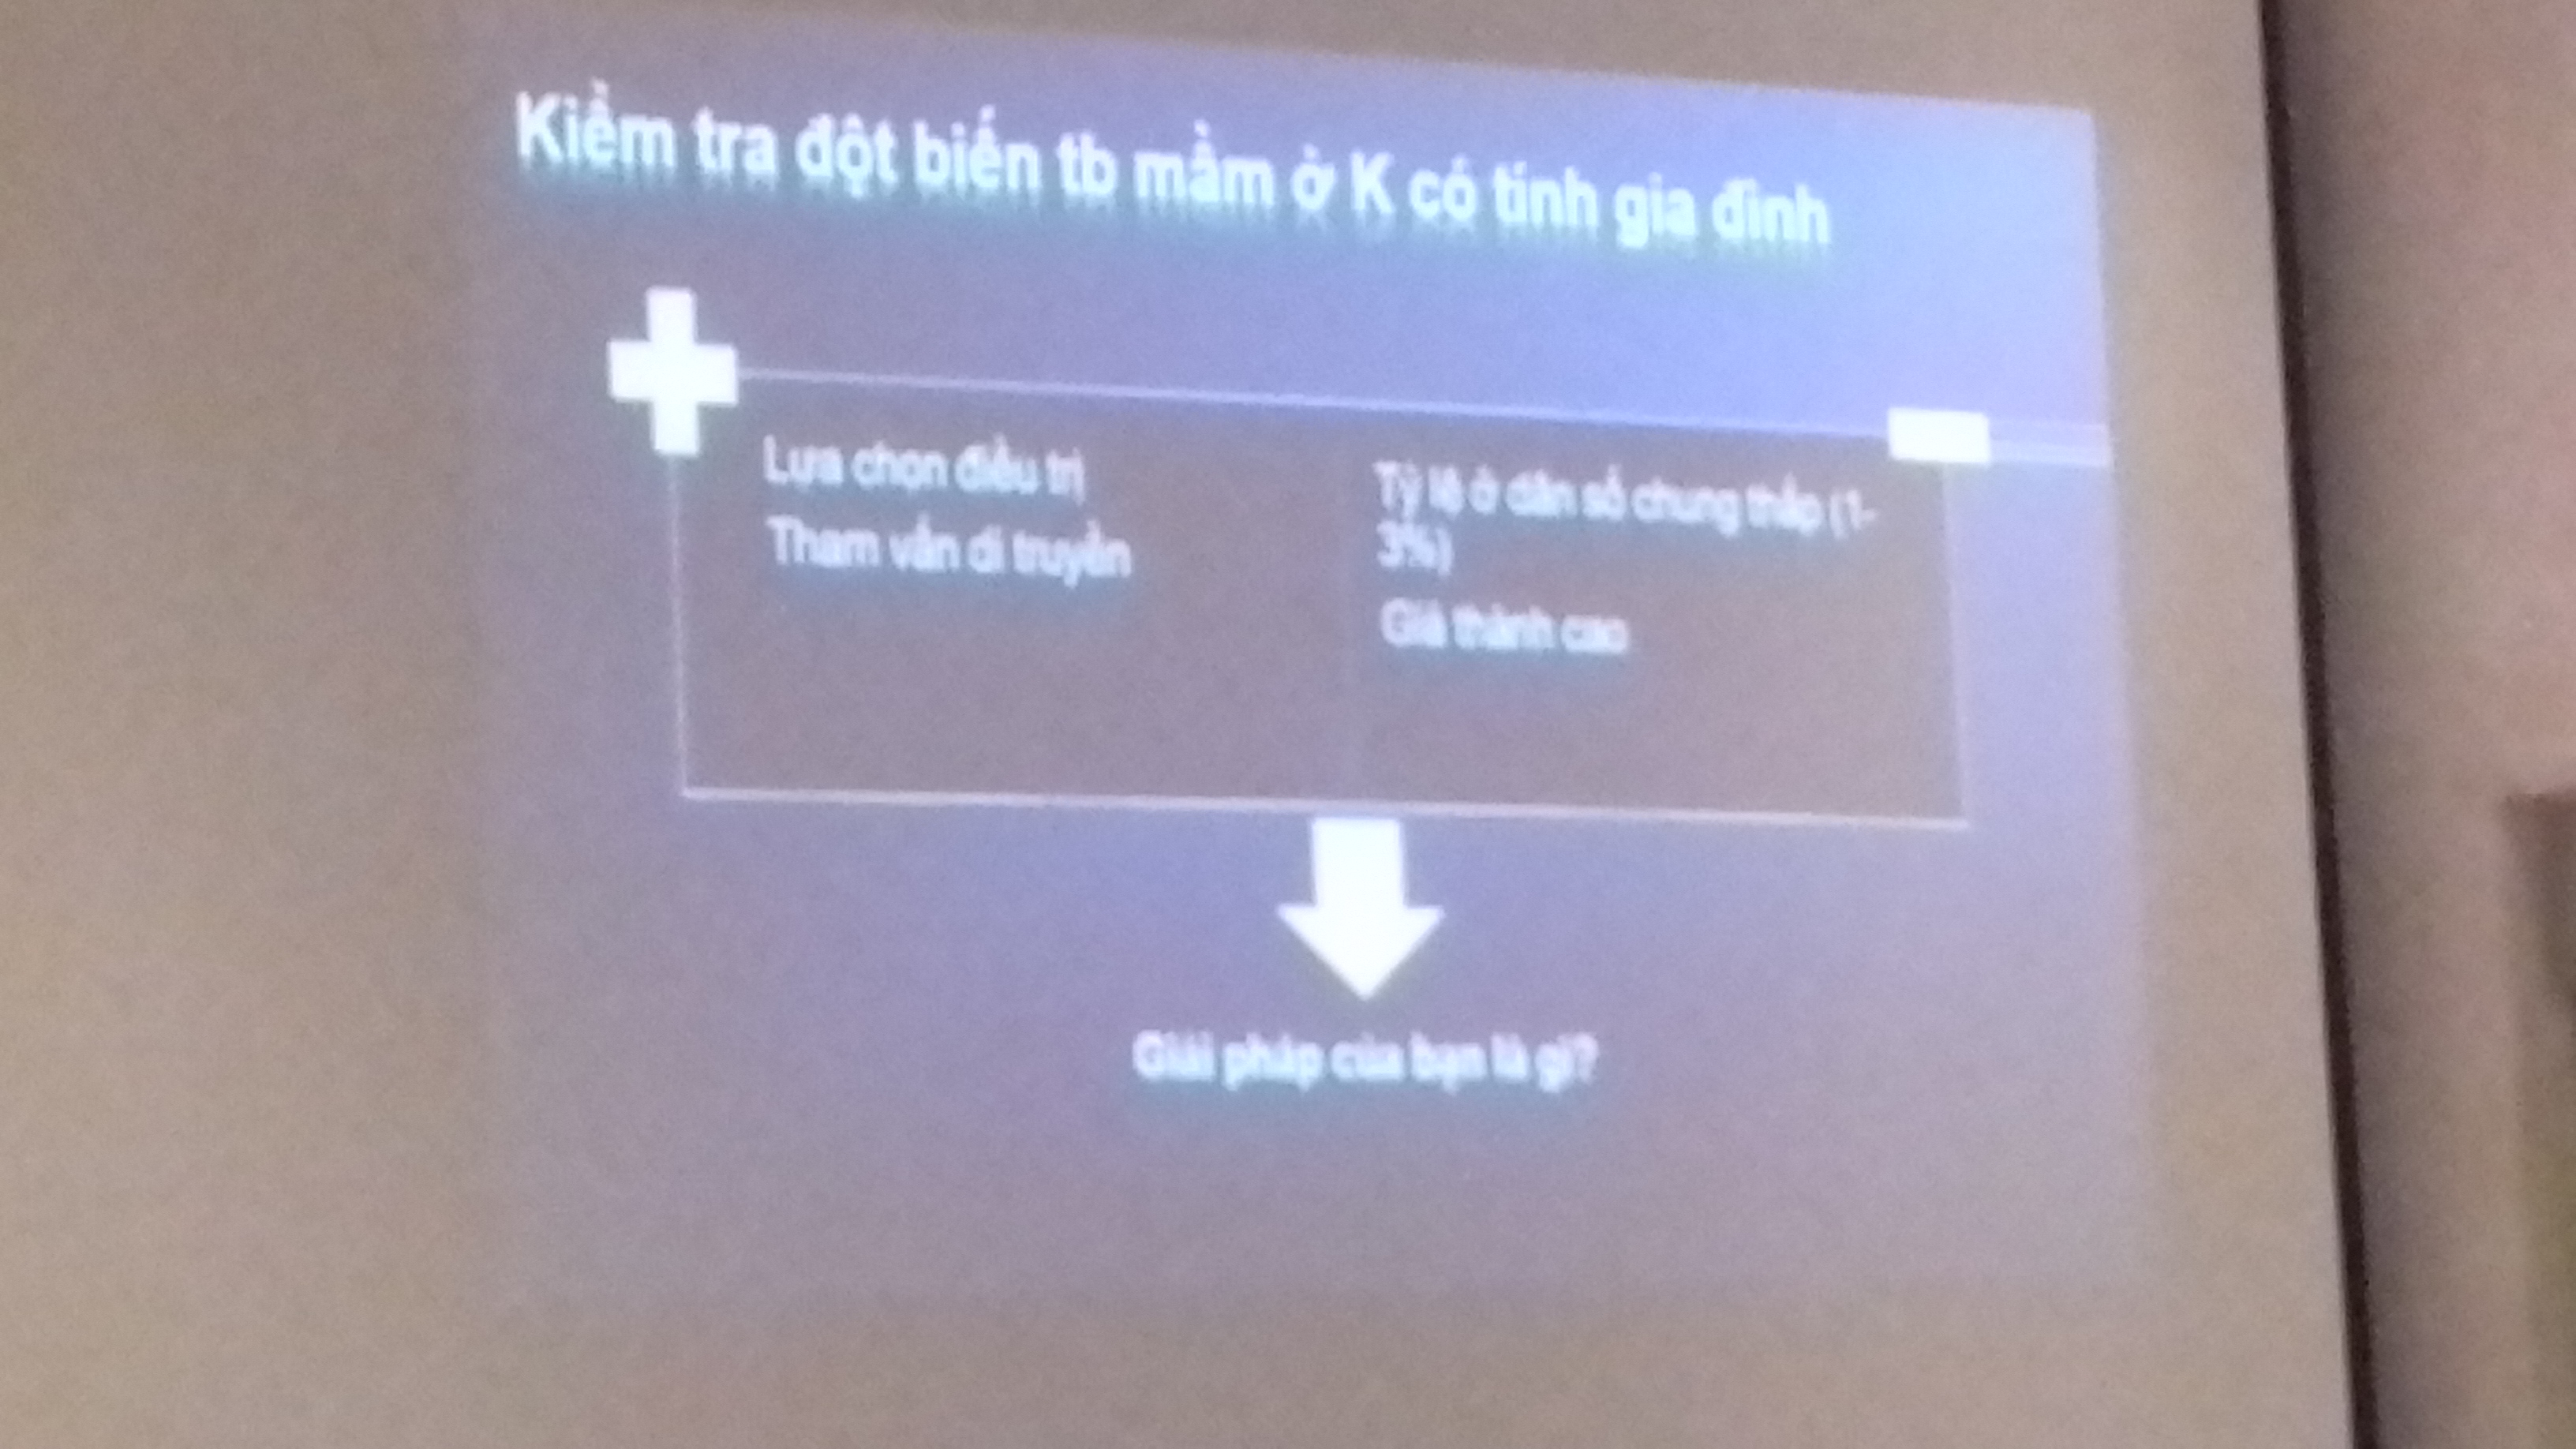 Kiểm tra đột biến tb mầm ở K có tính gia đình
Lựa chọn điều trị
Tham vấn di truyền
Tỷ lệ ở dân số chung thấp (1-
3%)
Giá thành cao
Giải pháp của bạn là gì?